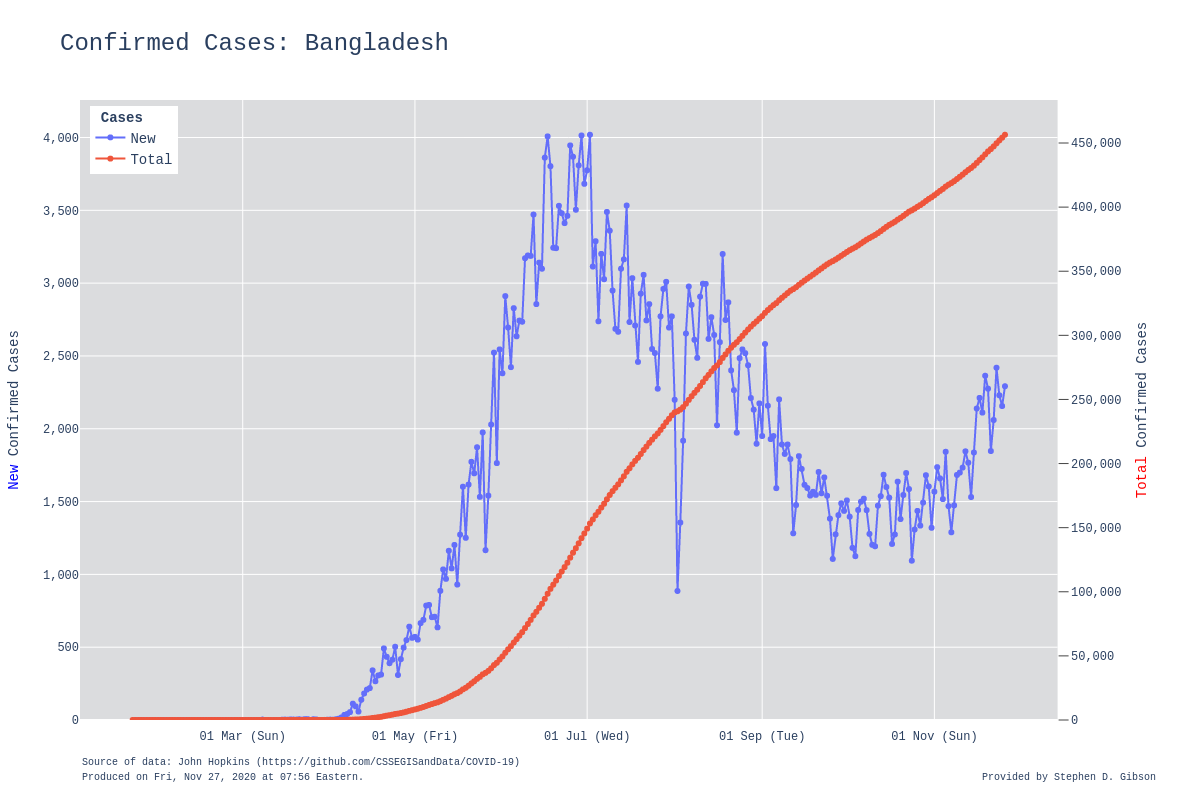 Confirmed Cases: Bangladesh
Cases
New
Total
4,000
3,500
3,000
2,500
2,000
1,500
1,000
500
0
New Confirmed Cases
450,000
400,000
350,000
300,000
250,000
200,000
150,000
100,000
50,000
0
Total Confirmed Cases
01 Mar (Sun) 01 May (Fri) 01 Jul (Wed) 01 Sep (Tue) 01 Nov (Sun)
Source of data: John Hopkins (https://github.com/CSSEGISandData/COVID-19)
Produced on Fri, Nov 27, 2020 at 07:56 Eastern.
Provided by Stephen D. Gibson